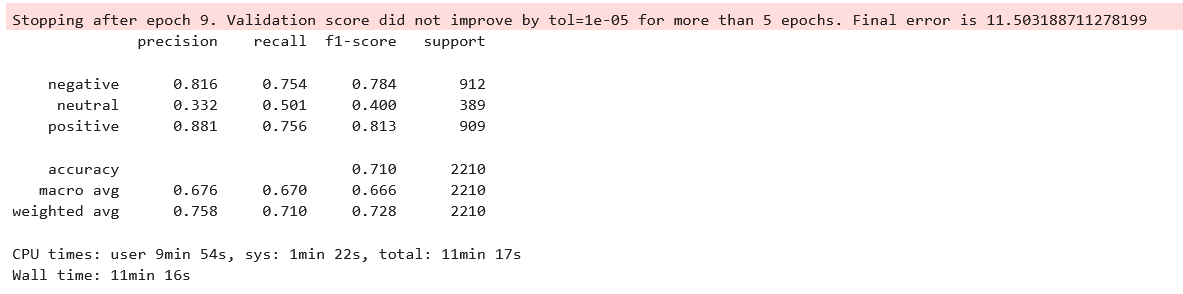 Stopping after epoch 9. Validation score did not improve by tol=1e-05 for more than 5 epochs. Final error is 11.503188711278199
precision recall f1-score support
negative 0.816 0.754 0.784 912
neutral 0.332 0.501 0.400 389
positive 0.881 0.756 0.813 909
accuracy 0.710 2210
macro avg 0.676 0.670 0.666 2210
weighted avg 0.758 0.710 0.728 2210
CPU times: user 9min 54s, sys: 1min 22s, total: 11min 17s
Wall time: 11min 16s